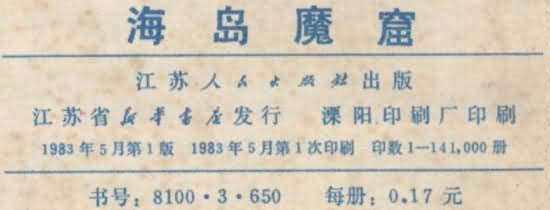 海岛魔窟
江苏人民出版社出版
江苏省新华书店发行 溧阳印刷厂印刷
1983年5月第1版 1983年5月第1次印刷 印数1—141,000册
书号：8100·3·650 每册：0.17元